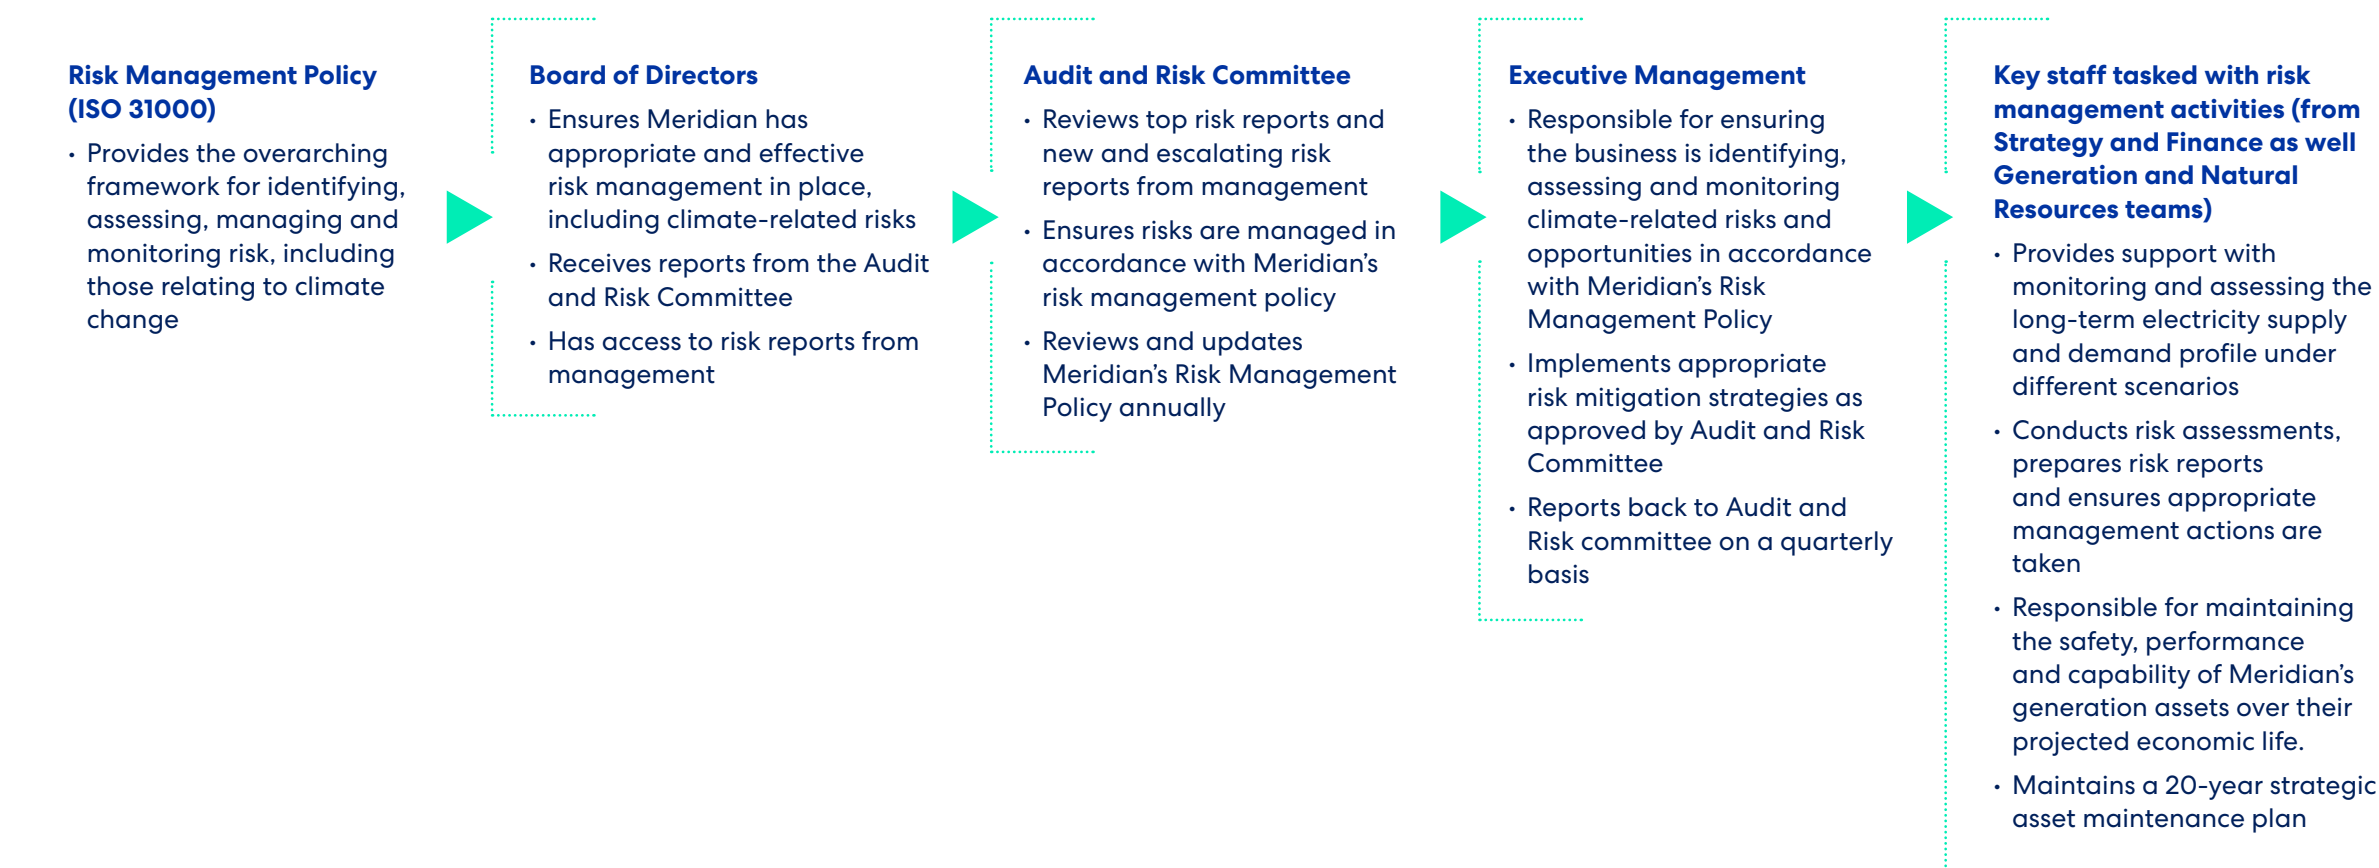 Risk Management Policy
(ISO 31000)
• Provides the overarching
framework for identifying,
assessing, managing and
monitoring risk, including
those relating to climate
change
Board of Directors
• Ensures Meridian has
appropriate and effective
risk management in place,
including climate-related risks
• Receives reports from the Audit
and Risk Committee
• Has access to risk reports from
management
Audit and Risk Committee
• Reviews top risk reports and
new and escalating risk
reports from management
• Ensures risks are managed in
accordance with Meridian’s
risk management policy
• Reviews and updates
Meridian’s Risk Management
Policy annually
Executive Management
• Responsible for ensuring
the business is identifying,
assessing and monitoring
climate-related risks and
opportunities in accordance
with Meridian’s Risk
Management Policy
• Implements appropriate
risk mitigation strategies as
approved by Audit and Risk
Committee
• Reports back to Audit and
Risk committee on a quarterly
basis
Key staff tasked with risk
management activities (from
Strategy and Finance as well
Generation and Natural
Resources teams)
• Provides support with
monitoring and assessing the
long-term electricity supply
and demand profile under
different scenarios
• Conducts risk assessments,
prepares risk reports
and ensures appropriate
management actions are
taken
• Responsible for maintaining
the safety, performance
and capability of Meridian’s
generation assets over their
projected economic life.
• Maintains a 20-year strategic
asset maintenance plan